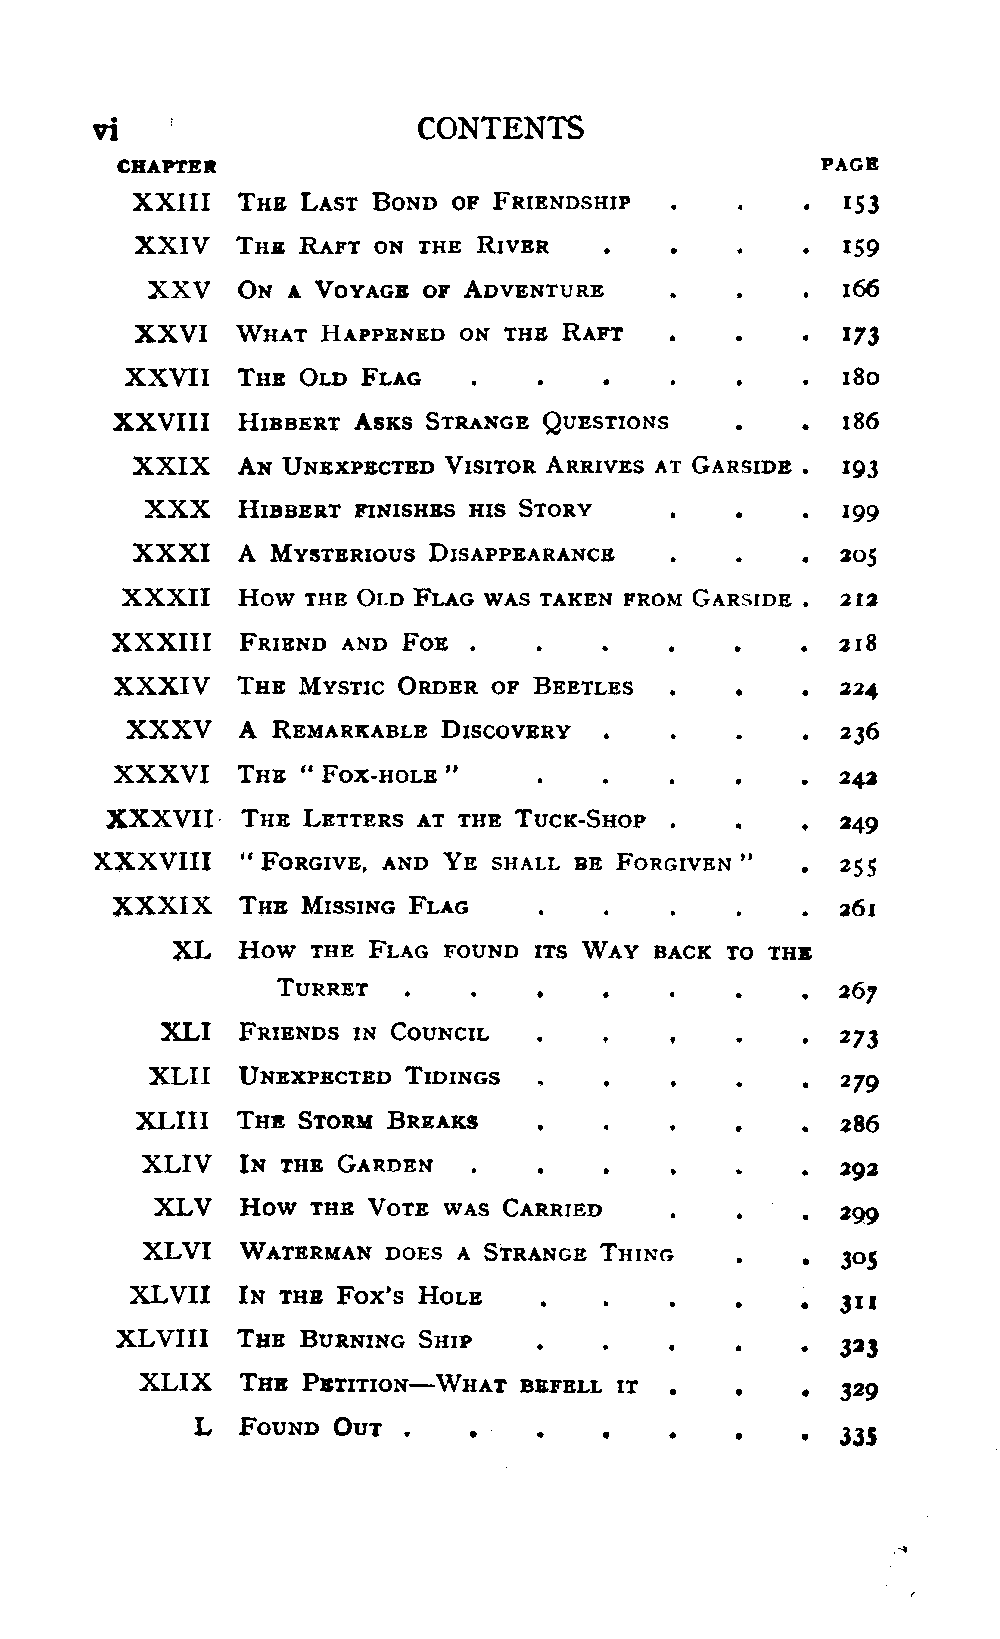 vi CONTENTS
CHAPTER PAGE
XXIII THE LAST BOND OF FRIENDSHIP . . . 153
XXIV THE RAFT ON THE RIVER . . . . 159
XXV ON A VOYAGE OF ADVENTURE . . . 166
XXVI WHAT HAPPENED ON THE RAFT . . . 173
XXVII THE OLD FLAG . . . . . . 180
XXVIII HIBBERT ASKS STRANGE QUESTIONS . . 186
XXIX AN UNEXPECTED VISITOR ARRIVES AT GARSIDE . 193
XXX HIBBERT FINISHES HIS STORY . . . 199
XXXI A MYSTERIOUS DISAPPEARANCE . . . 205
XXXII HOW THE OLD FLAG WAS TAKEN FROM GARSIDE . 212
XXXIII FRIEND AND FOE . . . . . . 218
XXXIV THE MYSTIC ORDER OF BEETLES . . . 224
XXXV A REMARKABLE DISCOVERY . . . . 236
XXXVI THE "FOX-HOLE" . . . . . 242
XXXVII THE LETTERS AT THE TUCK-SHOP . . . 249
XXXVIII "FORGIVE, AND YE SHALL BE FORGIVEN" . 255
XXXIX THE MISSING FLAG . . . . . 261
XL HOW THE FLAG FOUND ITS WAY BACK TO THE
TURRET . . . . . . . 267
XLI FRIENDS IN COUNCIL . . . . . 273
XLII UNEXPECTED TIDINGS . . . . . 279
XLIII THE STORM BREAKS . . . . . 286
XLIV IN THE GARDEN . . . . . . 292
XLV HOW THE VOTE WAS CARRIED . . . 299
XLVI WATERMAN DOES A STRANGE THING . . 305
XLVII IN THE FOX'S HOLE . . . . . 311
XLVIII THE BURNING SHIP . . . . . 323
XLIX THE PETITION—WHAT BEFELL IT . . . 329
L FOUND OUT . . . . . . . 335